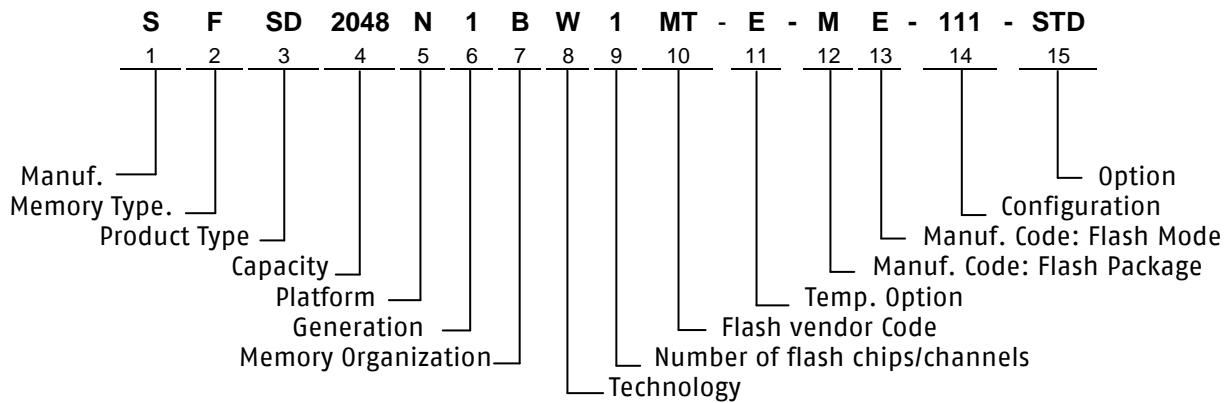 S F SD 2048 N 1 B W 1 MT - E - M E - 111 - STD
1 2 3 4 5 6 7 8 9 10 11 12 13 14 15
Manuf. Option
Memory Type. Configuration
Product Type Manuf. Code: Flash Mode
Capacity Manuf. Code: Flash Package
Platform Temp. Option
Generation Flash vendor Code
Memory Organization Number of flash chips/channels
Technology